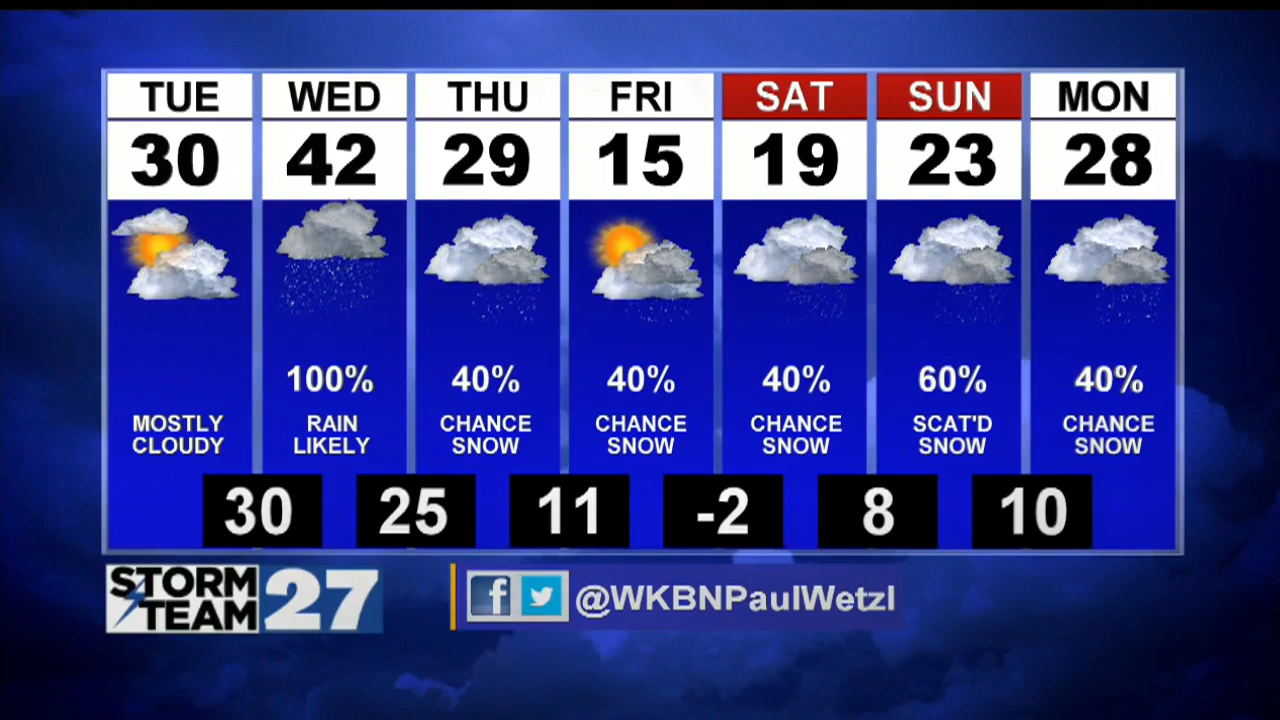 TUE WED THU FRI SAT SUN MON
30 42 29 15 19 23 28
100% 40% 40% 40% 60% 40%
MOSTLY RAIN CHANCE CHANCE CHANCE SCAT'D CHANCE
CLOUDY LIKELY SNOW SNOW SNOW SNOW SNOW
30 25 11 -2 8 10
STORM
TEAM
27
f @WKBNPaulWetzl